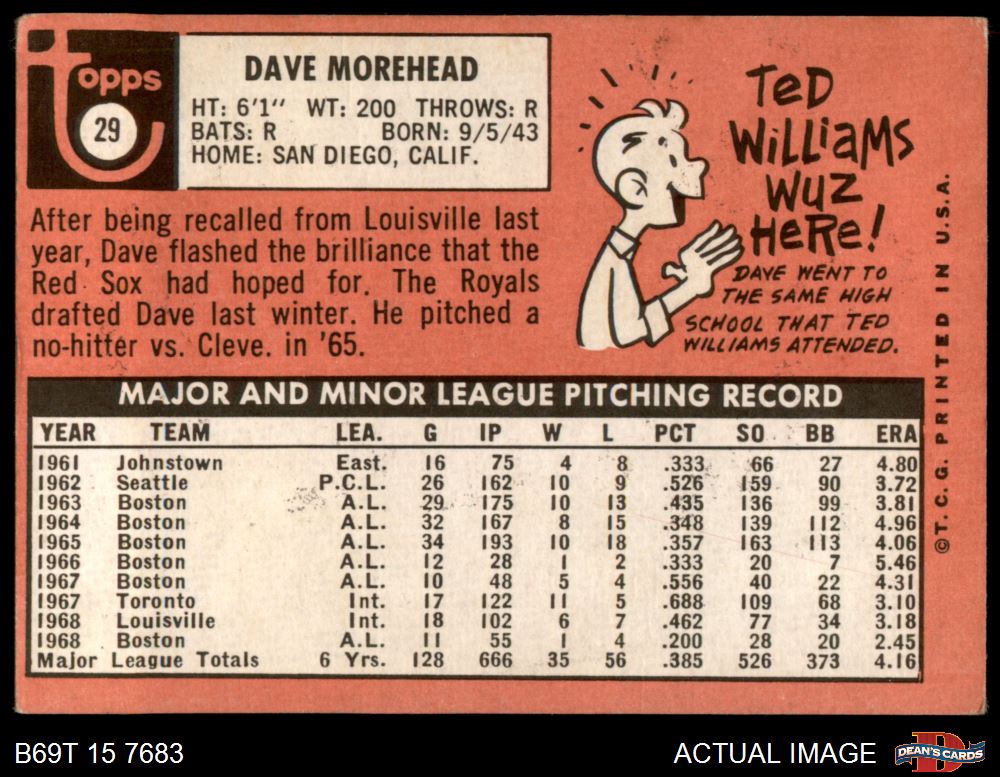 topps
29
DAVE MOREHEAD
HT: 6'1" WT: 200 THROWS: R
BATS: R BORN: 9/5/43
HOME: SAN DIEGO, CALIF.
After being recalled from Louisville last
year, Dave flashed the brilliance that the
Red Sox had hoped for. The Royals
drafted Dave last winter. He pitched a
no-hitter vs. Cleve. in '65.
TeD
WiLLiaMS
WUZ
HeRe!
DAVE WENT TO
THE SAME HIGH
SCHOOL THAT TED
WILLIAMS ATTENDED.
MAJOR AND MINOR LEAGUE PITCHING RECORD
YEAR TEAM LEA. G IP W L PCT SO BB ERA
1961 Johnstown East. 16 75 4 8 .333 66 27 4.80
1962 Seattle P.C.L. 26 162 10 9 .526 159 90 3.72
1963 Boston A.L. 29 175 10 13 .435 136 99 3.81
1964 Boston A.L. 32 167 8 15 .348 139 112 4.96
1965 Boston A.L. 34 193 10 18 .357 163 113 4.06
1966 Boston A.L. 12 28 1 2 .333 20 7 5.46
1967 Boston A.L. 10 48 5 4 .556 40 22 4.31
1967 Toronto Int. 17 122 11 5 .688 109 68 3.10
1968 Louisville Int. 18 102 6 7 .462 77 34 3.18
1968 Boston A.L. 11 55 1 4 .200 28 20 2.45
Major League Totals 6 Yrs. 128 666 35 56 .385 526 373 4.16
©T.C.G. PRINTED IN U.S.A.
B69T 15 7683
ACTUAL IMAGE
D
DEAN'S CARDS